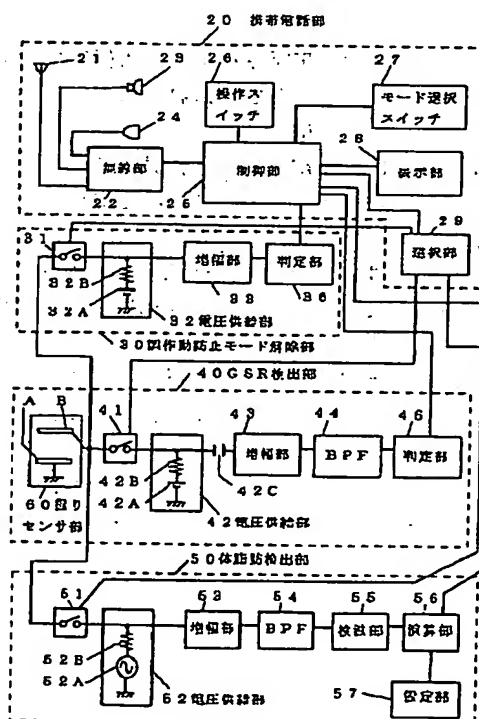 20 携帯電話部
21
23
24
26
操作ス
イッチ
27
モード選択
スイッチ
28
表示部
無線部
22
制御部
25
29
選択部
31
32B
32A
増幅部
33
判定部
36
32電圧供給部
30誤作動防止モード解除部
40GSR検出部
A
B
41
42B
42A
42C
43
増幅部
44
BPF
46
判定部
60握り
センサ部
42電圧供給部
50体脂肪検出部
51
52B
52A
53
増幅部
54
BPF
55
検波部
56
演算部
52電圧供給部
57
設定部